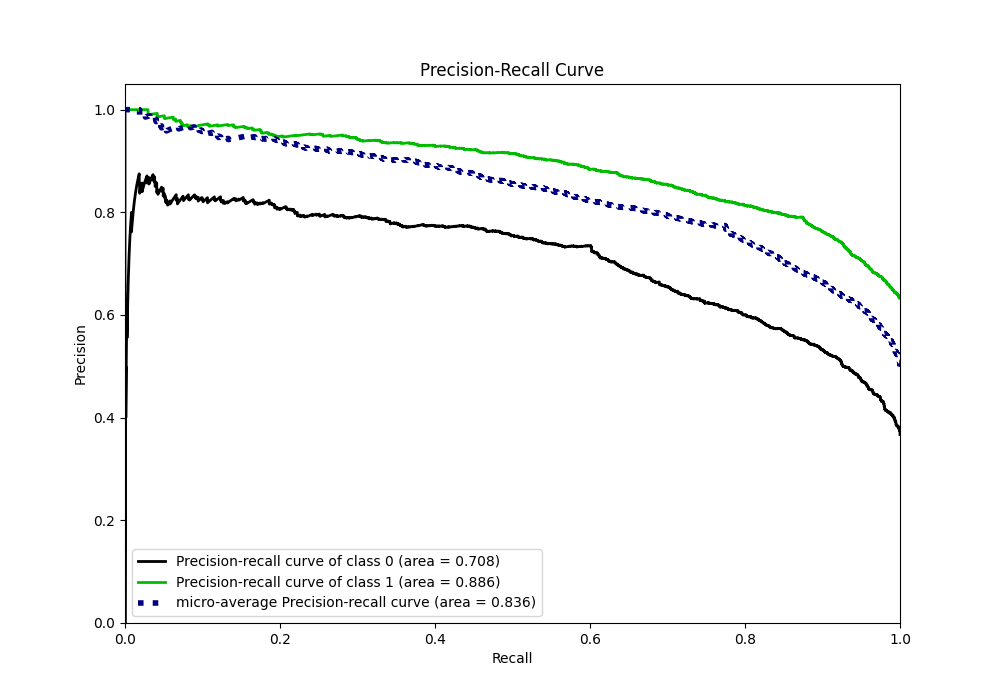 Precision-Recall Curve
1.0
0.8
0.6
0.4
0.2
0.0
Precision
Precision-recall curve of class 0 (area = 0.708)
Precision-recall curve of class 1 (area = 0.886)
micro-average Precision-recall curve (area = 0.836)
0.0 0.2 0.4 0.6 0.8 1.0
Recall